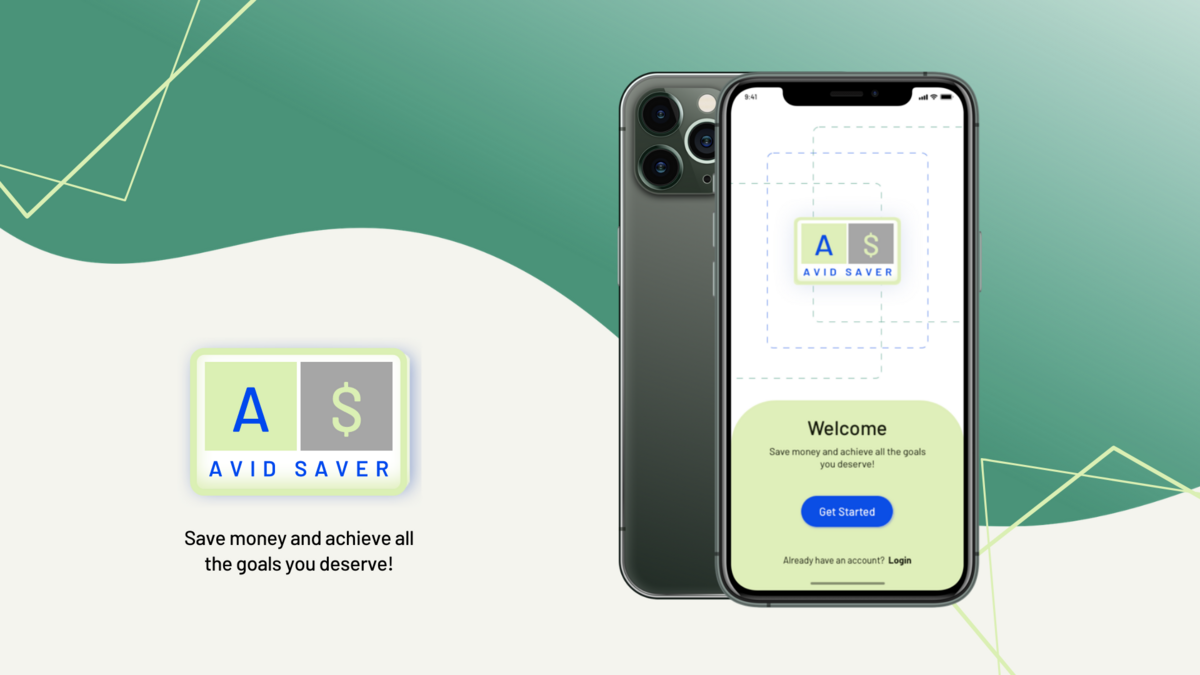 A $
AVID SAVER
Save money and achieve all
the goals you deserve!
9:41
A $
AVID SAVER
Welcome
Save money and achieve all the goals
you deserve!
Get Started
Already have an account? Login